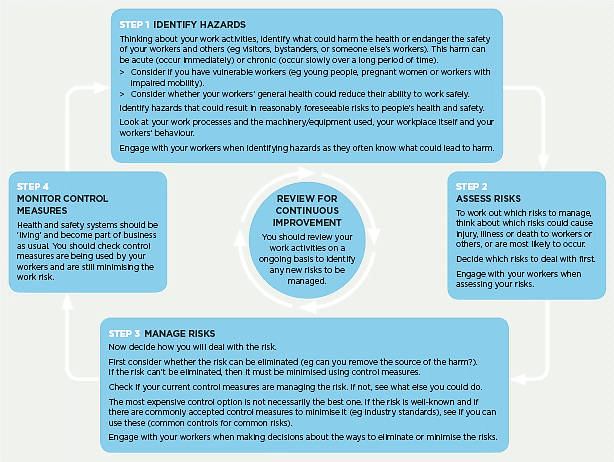 STEP 1 IDENTIFY HAZARDS
Thinking about your work activities, identify what could harm the health or endanger the safety
of your workers and others (eg visitors, bystanders, or someone else's workers). This harm can
be acute (occur immediately) or chronic (occur slowly over a long period of time).
> Consider if you have vulnerable workers (eg young people, pregnant women or workers with
impaired mobility).
> Consider whether your workers' general health could reduce their ability to work safely.
Identify hazards that could result in reasonably foreseeable risks to people's health and safety.
Look at your work processes and the machinery/equipment used, your workplace itself and your
workers' behaviour.
Engage with your workers when identifying hazards as they often know what could lead to harm.
STEP 2
ASSESS RISKS
To work out which risks to manage,
think about which risks could cause
injury, illness or death to workers or
others, or are most likely to occur.
Decide which risks to deal with first.
Engage with your workers when
assessing your risks.
STEP 3 MANAGE RISKS
Now decide how you will deal with the risk.
First consider whether the risk can be eliminated (eg can you remove the source of the harm?).
If the risk can't be eliminated, then it must be minimised using control measures.
Check if your current control measures are managing the risk. If not, see what else you could do.
The most expensive control option is not necessarily the best one. If the risk is well-known and if
there are commonly accepted control measures to minimise it (eg industry standards), see if you can
use these (common controls for common risks).
Engage with your workers when making decisions about the ways to eliminate or minimise the risks.
STEP 4
MONITOR CONTROL
MEASURES
Health and safety systems should be
'living' and become part of business
as usual. You should check control
measures are being used by your
workers and are still minimising the
work risk.
REVIEW FOR
CONTINUOUS
IMPROVEMENT
You should review your
work activities on a
ongoing basis to identify
any new risks to be
managed.